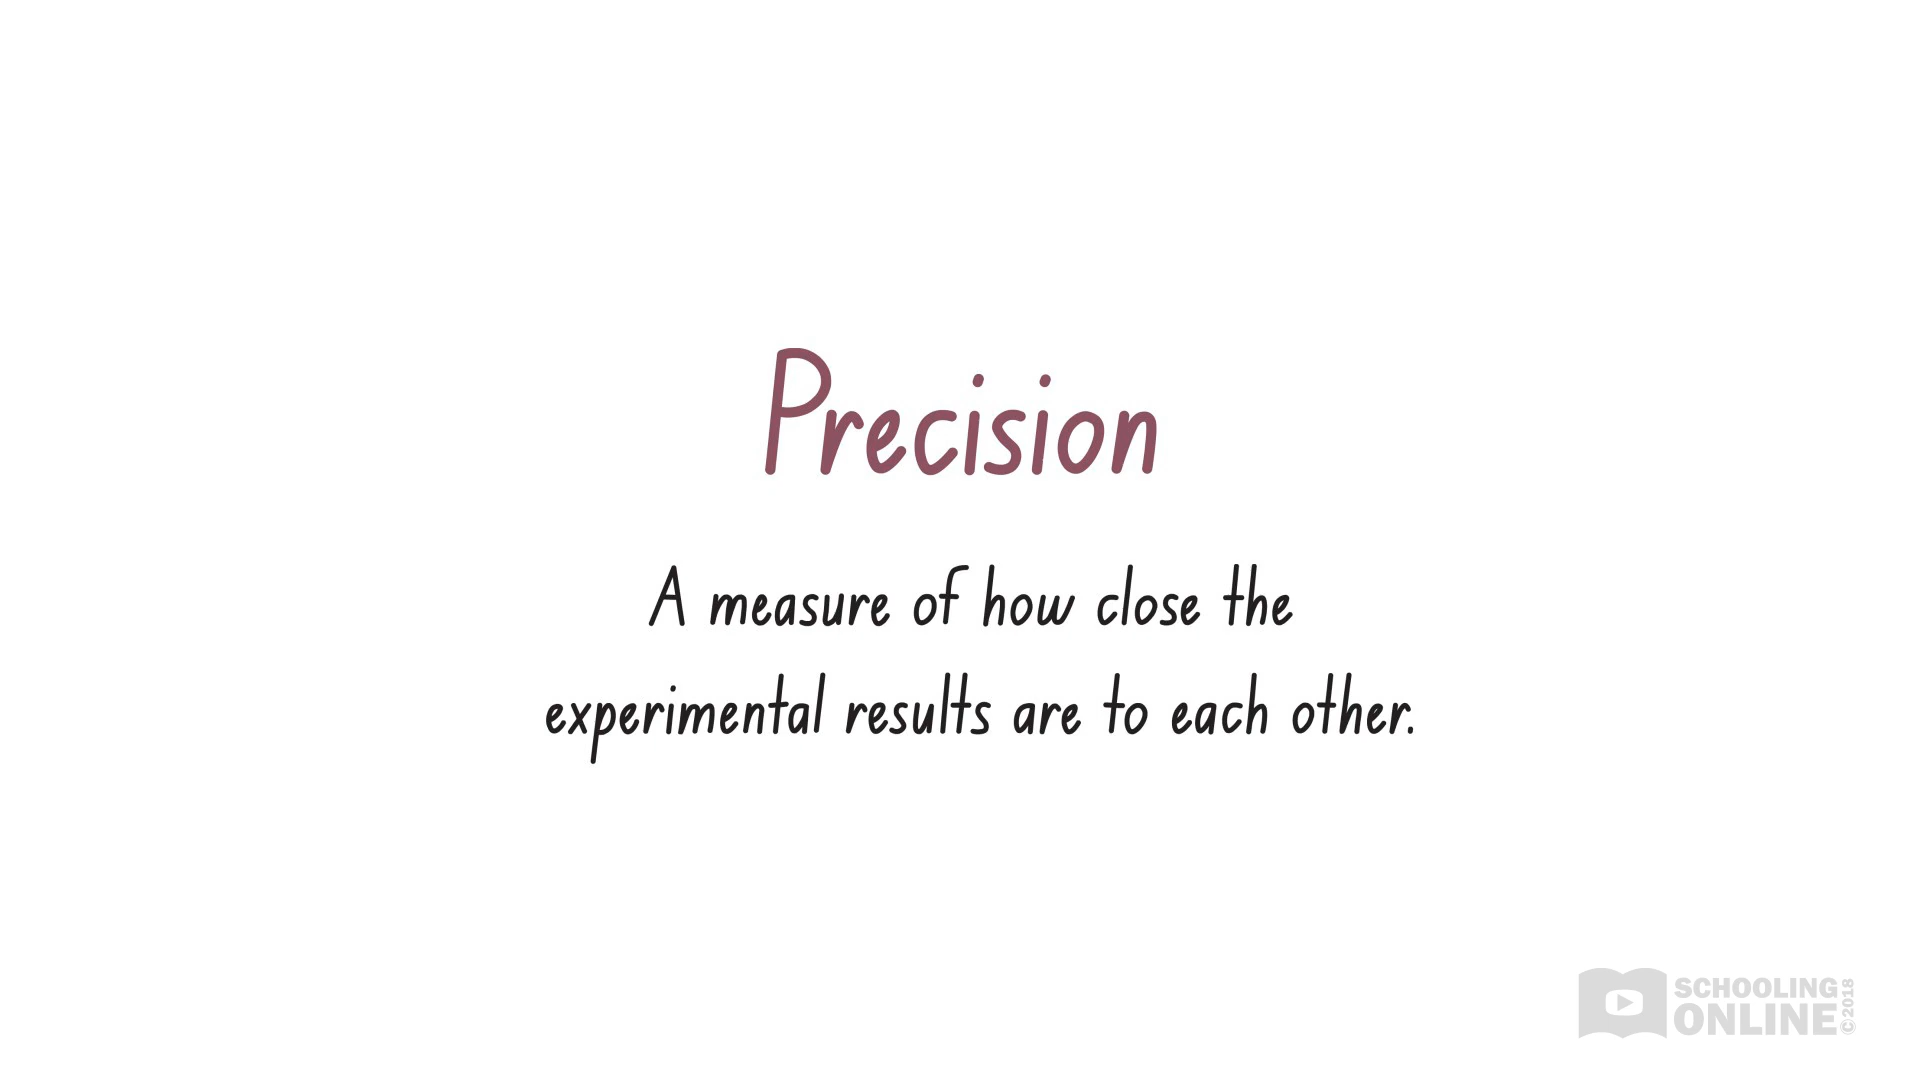 Precision
A measure of how close the
experimental results are to each other.
SCHOOLING
ONLINE
©2018